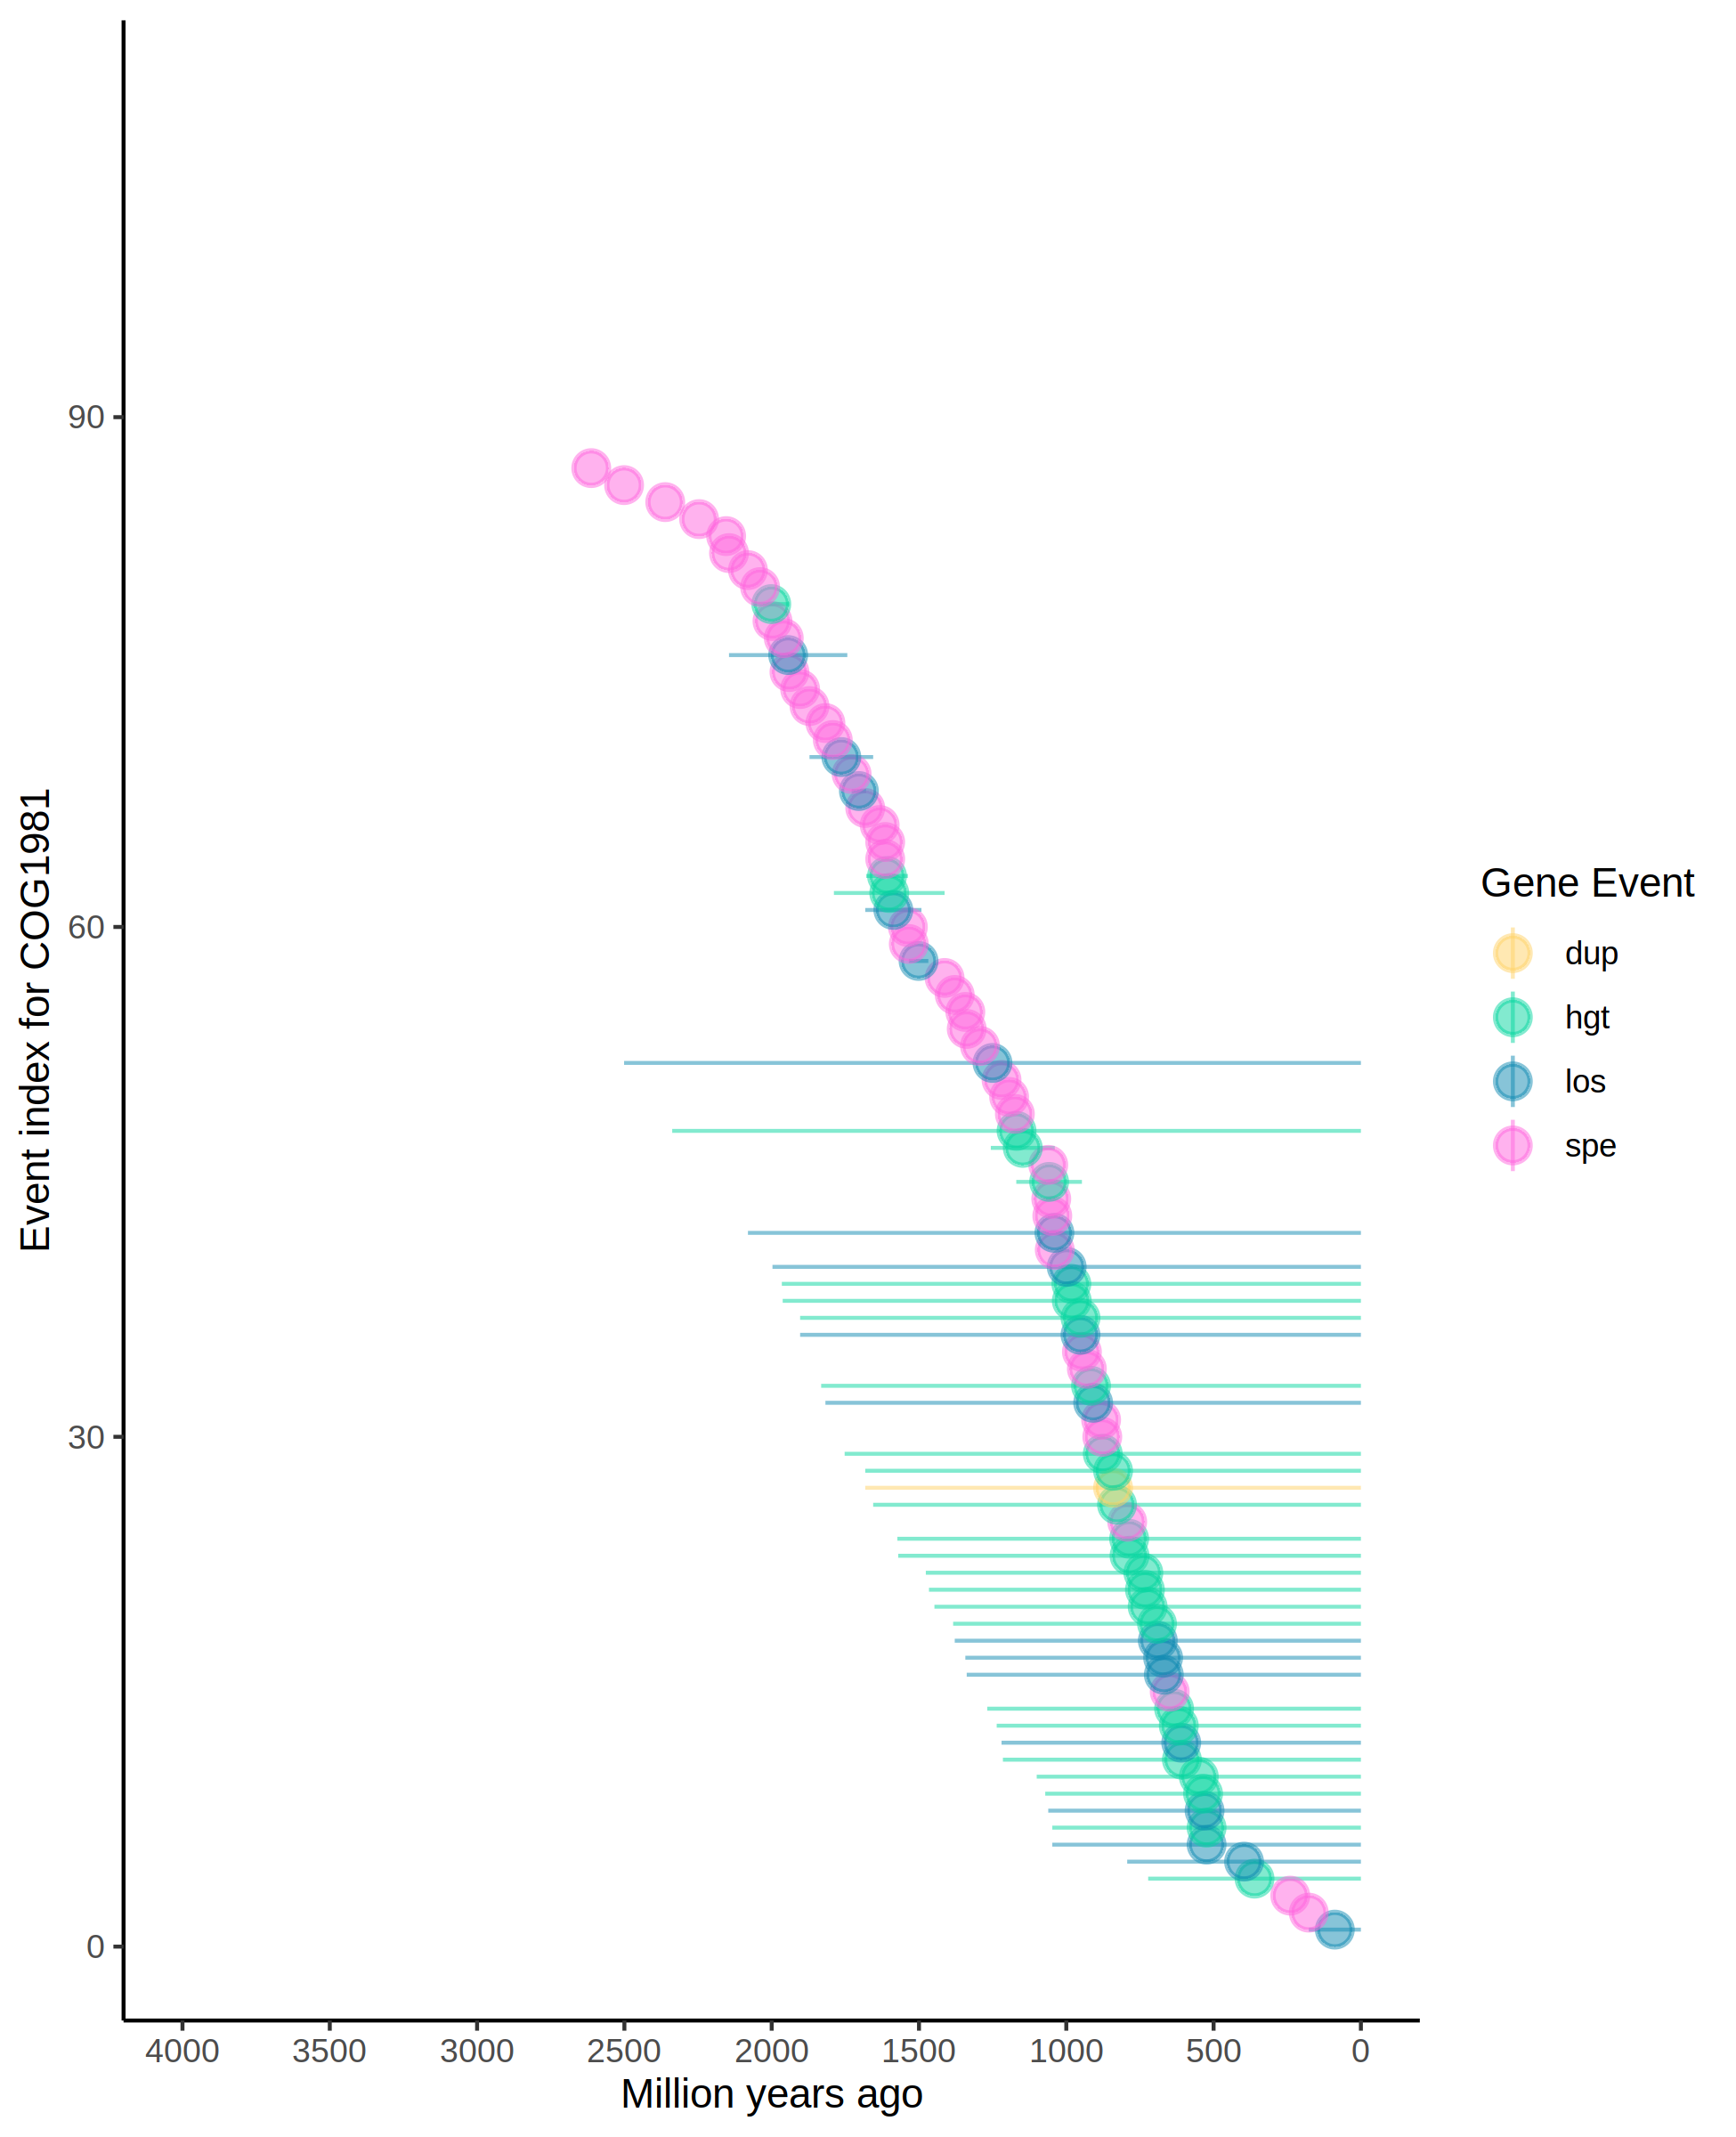 90
60
30
0
Event index for COG1981
4000 3500 3000 2500 2000 1500 1000 500 0
Million years ago
Gene Event
dup
hgt
los
spe